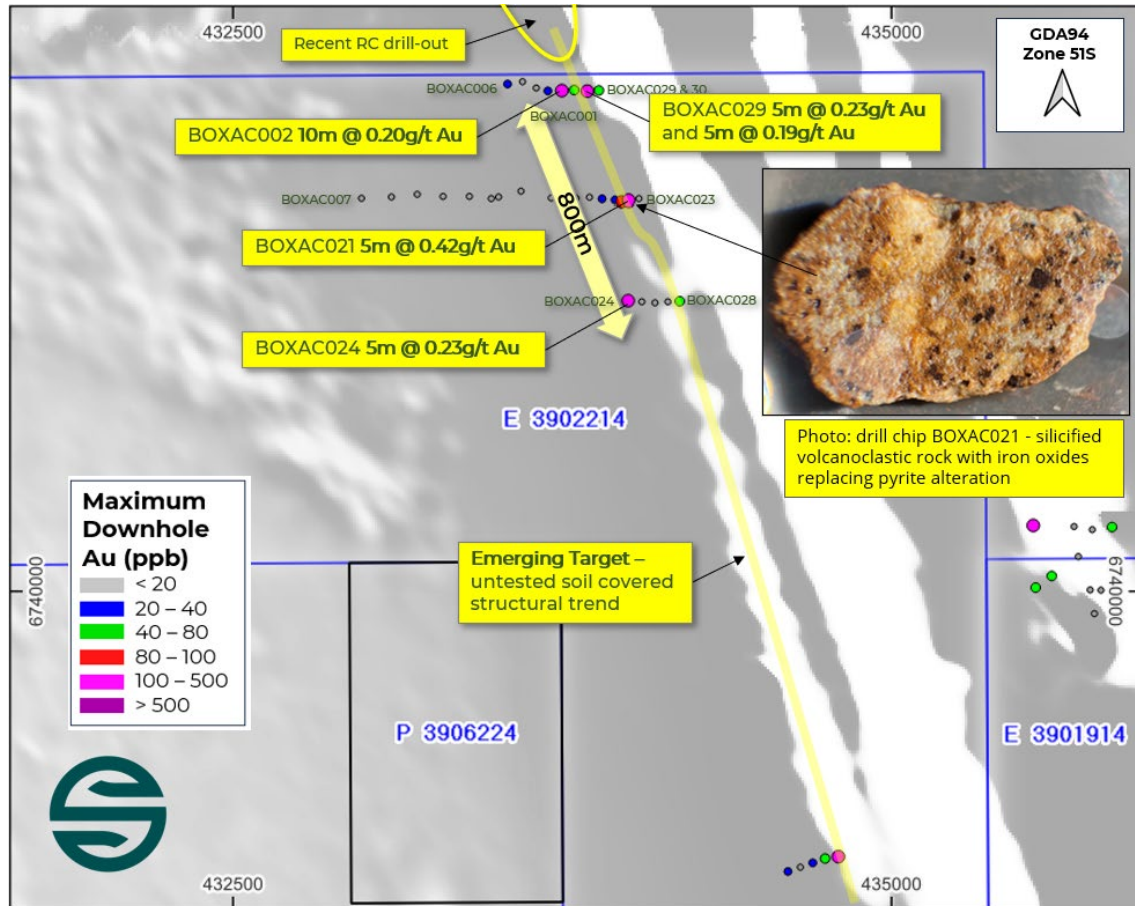 432500
435000
GDA94
Zone 51S
Recent RC drill-out
BOXAC006
BOXAC029 & 30
BOXAC001
BOXAC002 10m @ 0.20g/t Au
BOXAC029 5m @ 0.23g/t Au
and 5m @ 0.19g/t Au
BOXAC007
BOXAC023
800m
BOXAC021 5m @ 0.42g/t Au
BOXAC024
BOXAC028
BOXAC024 5m @ 0.23g/t Au
E 3902214
Photo: drill chip BOXAC021 - silicified
volcanoclastic rock with iron oxides
replacing pyrite alteration
Maximum
Downhole
Au (ppb)
< 20
20 – 40
40 – 80
80 – 100
100 – 500
> 500
Emerging Target –
untested soil covered
structural trend
6740000
6740000
P 3906224
E 3901914
432500
435000